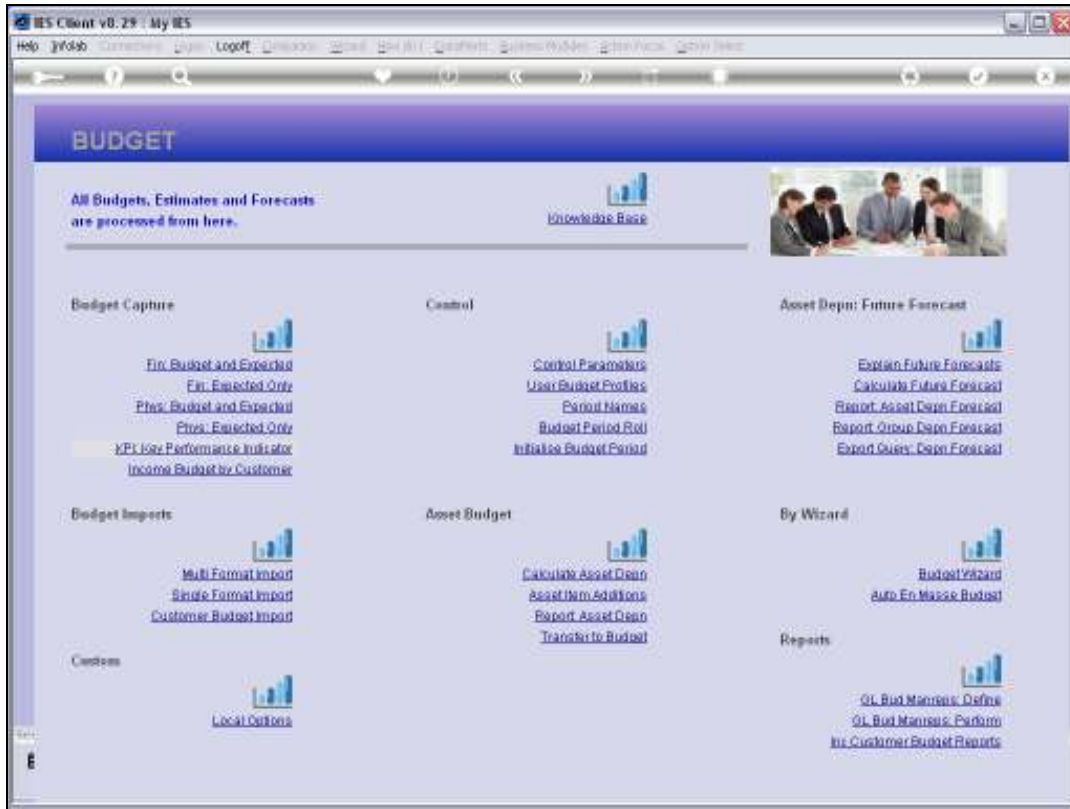 IES Client v8.29 : My IES
Help Infolab Logoff
BUDGET
All Budgets, Estimates and Forecasts
are processed from here.
Knowledge Base
Budget Capture
Fin: Budget and Expected
Fin: Expected Only
Phys: Budget and Expected
Phys: Expected Only
KPI: Key Performance Indicator
Income Budget by Customer
Control
Control Parameters
User Budget Profiles
Period Names
Budget Period Roll
Initialise Budget Period
Asset Depn: Future Forecast
Explain Future Forecasts
Calculate Future Forecast
Report: Asset Depn Forecast
Report: Group Depn Forecast
Export Query: Depn Forecast
Budget Imports
Multi Format Import
Single Format Import
Customer Budget Import
Asset Budget
Calculate Asset Depn
Asset Item Additions
Report Asset Depn
Transfer to Budget
By Wizard
Budget Wizard
Auto En Masse Budget
Custom
Local Options
Reports
GL Bud Manreps: Define
GL Bud Manreps: Perform
Inc Customer Budget Reports